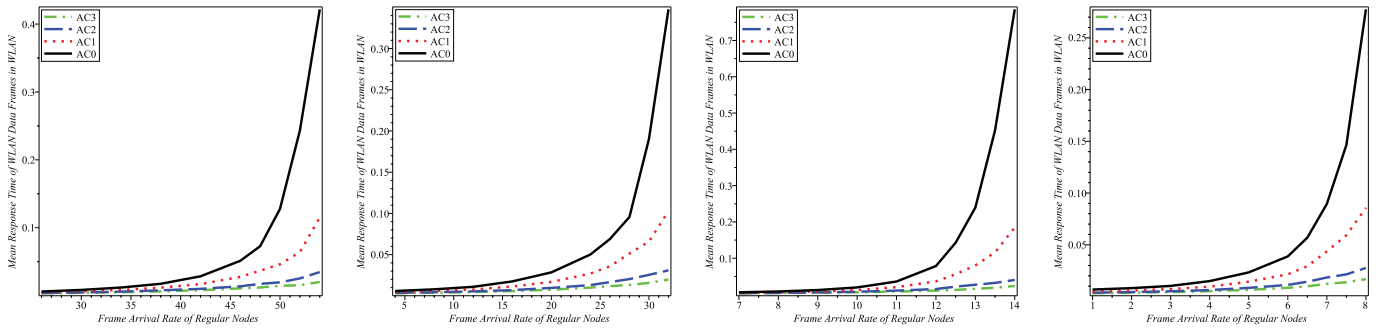 Mean Response Time of WLAN Data Frames in WLAN
0.4
0.3
0.2
0.1
AC3
AC2
AC1
AC0
30 35 40 45 50
Frame Arrival Rate of Regular Nodes
Mean Response Time of WLAN Data Frames in WLAN
0.30
0.25
0.20
0.15
0.10
0.05
AC3
AC2
AC1
AC0
5 10 15 20 25 30
Frame Arrival Rate of Regular Nodes
Mean Response Time of WLAN Data Frames in WLAN
0.7
0.6
0.5
0.4
0.3
0.2
0.1
AC3
AC2
AC1
AC0
7 8 9 10 11 12 13 14
Frame Arrival Rate of Regular Nodes
Mean Response Time of WLAN Data Frames in WLAN
0.25
0.20
0.15
0.10
0.05
AC3
AC2
AC1
AC0
1 2 3 4 5 6 7 8
Frame Arrival Rate of Regular Nodes